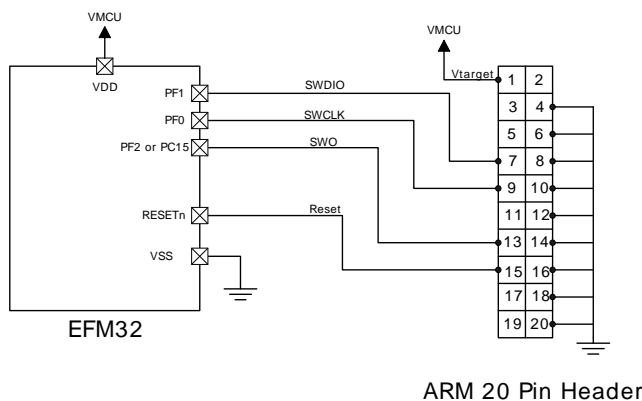 VMCU
VMCU
VDD
Vtarget
1 2
PF1
SWDIO
3 4
PF0
SWCLK
5 6
PF2 or PC15
SWO
7 8
9 10
RESETn
Reset
11 12
13 14
VSS
15 16
17 18
19 20
EFM32
ARM 20 Pin Header